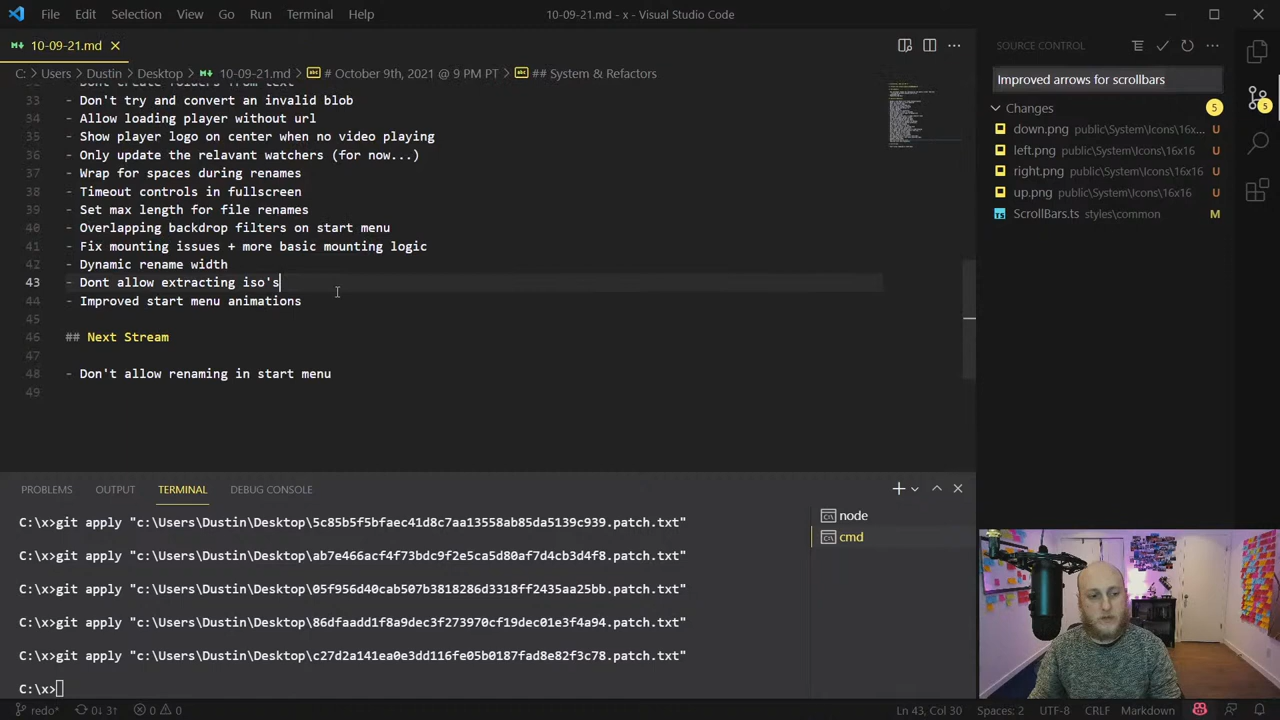 File Edit Selection View Go Run Terminal Help 10-09-21.md - x - Visual Studio Code
10-09-21.md
C: > Users > Dustin > Desktop > 10-09-21.md > # October 9th, 2021 @ 9 PM PT > ## System & Refactors
33 - Don't try and convert an invalid blob
34 - Allow loading player without url
35 - Show player logo on center when no video playing
36 - Only update the relavant watchers (for now...)
37 - Wrap for spaces during renames
38 - Timeout controls in fullscreen
39 - Set max length for file renames
40 - Overlapping backdrop filters on start menu
41 - Fix mounting issues + more basic mounting logic
42 - Dynamic rename width
43 - Dont allow extracting iso's
44 - Improved start menu animations
45
46 ## Next Stream
47
48 - Don't allow renaming in start menu
49
SOURCE CONTROL
Improved arrows for scrollbars
Changes 5
down.png public\System\Icons\16x... U
left.png public\System\Icons\16x16 U
right.png public\System\Icons\16x16 U
up.png public\System\Icons\16x16 U
ScrollBars.ts styles\common M
5
PROBLEMS OUTPUT TERMINAL DEBUG CONSOLE
C:\x>git apply "c:\Users\Dustin\Desktop\5c85b5f5bfaec41d8c7aa13558ab85da5139c939.patch.txt"
C:\x>git apply "c:\Users\Dustin\Desktop\ab7e466acf4f73bdc9f2e5ca5d80af7d4cb3d4f8.patch.txt"
C:\x>git apply "c:\Users\Dustin\Desktop\05f956d40cab507b3818286d3318ff2435aa25bb.patch.txt"
C:\x>git apply "c:\Users\Dustin\Desktop\86dfaadd1f8a9dec3f273970cf19dec01e3f4a94.patch.txt"
C:\x>git apply "c:\Users\Dustin\Desktop\c27d2a141ea0e3dd116fe05b0187fad8e82f3c78.patch.txt"
C:\x>
node
cmd
redo* 0↓ 3↑ 0 0 Ln 43, Col 30 Spaces: 2 UTF-8 CRLF Markdown